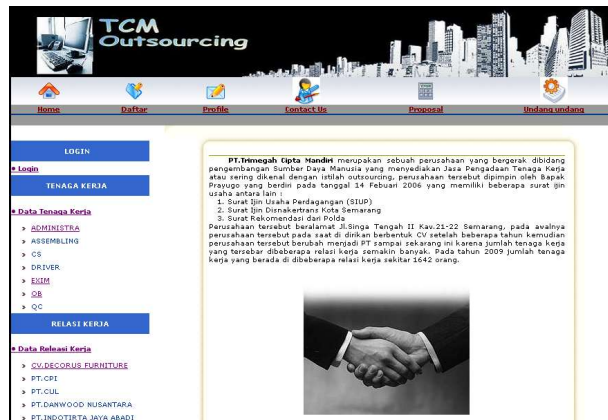 TCM
Outsourcing
Home
Daftar
Profile
Contact Us
Proposal
Undang undang
LOGIN
Login
TENAGA KERJA
Data Tenaga Kerja
ADMINISTRA
ASSEMBLING
CS
DRIVER
EXIM
OB
QC
RELASI KERJA
Data Releasi Kerja
CV.DECORUS FURNITURE
PT.CPI
PT.CUL
PT.DANWOOD NUSANTARA
PT.INDOTIRTA JAYA ABADI
PT.Trimegah Cipta Mandiri merupakan sebuah perusahaan yang bergerak dibidang
pengembangan Sumber Daya Manusia yang menyediakan Jasa Pengadaan Tenaga Kerja
atau sering dikenal dengan istilah outsourcing, perusahaan tersebut dipimpin oleh Bapak
Prayugo yang berdiri pada tanggal 14 Febuari 2006 yang memiliki beberapa surat ijin
usaha antara lain :
1. Surat Ijin Usaha Perdagangan (SIUP)
2. Surat Ijin Disnakertrans Kota Semarang
3. Surat Rekomendasi dari Polda
Perusahaan tersebut beralamat Jl.Singa Tengah II Kav.21-22 Semarang, pada awalnya
perusahaan tersebut pada saat di dirikan berbentuk CV setelah beberapa tahun kemudian
perusahaan tersebut berubah menjadi PT sampai sekarang ini karena jumlah tenaga kerja
yang tersebar dibeberapa relasi kerja semakin banyak. Pada tahun 2009 jumlah tenaga
kerja yang berada di dibeberapa relasi kerja sekitar 1642 orang.